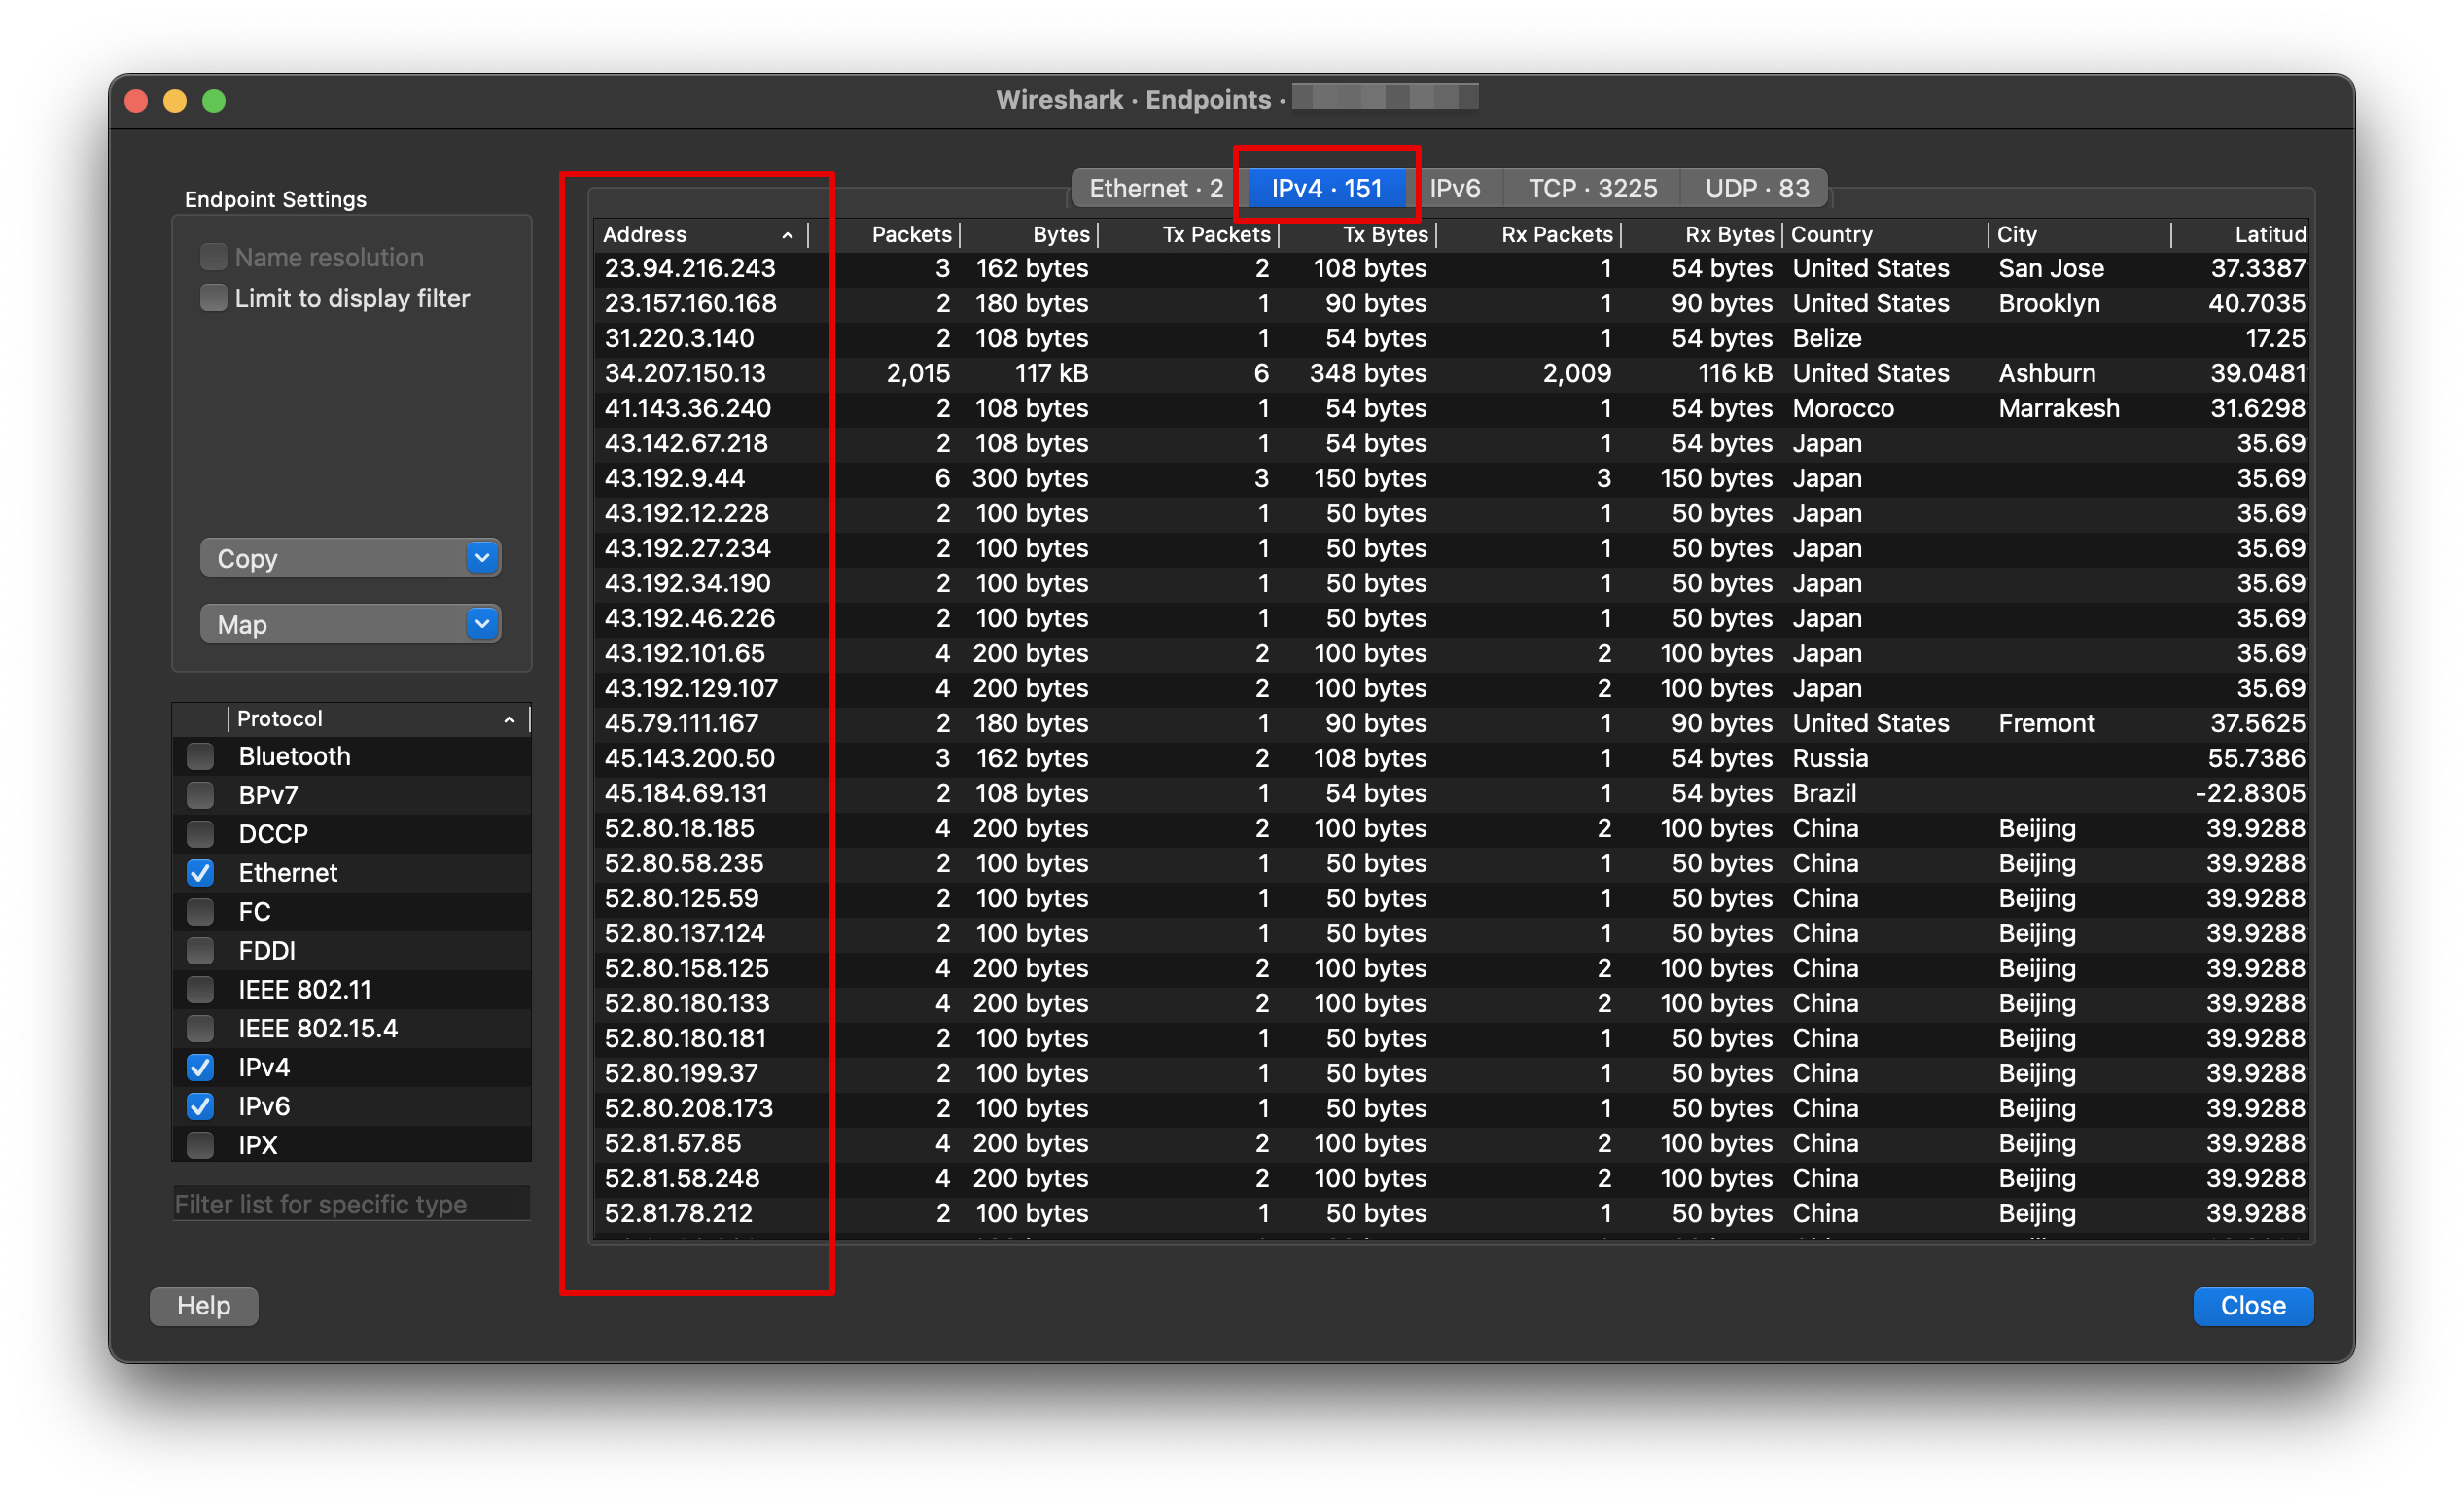 Wireshark · Endpoints ·
Endpoint Settings
Name resolution
Limit to display filter
Copy
Map
Protocol
Bluetooth
BPv7
DCCP
Ethernet
FC
FDDI
IEEE 802.11
IEEE 802.15.4
IPv4
IPv6
IPX
Filter list for specific type
Help
Ethernet · 2 IPv4 · 151 IPv6 TCP · 3225 UDP · 83
Address Packets Bytes Tx Packets Tx Bytes Rx Packets Rx Bytes Country City Latitud
23.94.216.243 3 162 bytes 2 108 bytes 1 54 bytes United States San Jose 37.3387
23.157.160.168 2 180 bytes 1 90 bytes 1 90 bytes United States Brooklyn 40.7035
31.220.3.140 2 108 bytes 1 54 bytes 1 54 bytes Belize 17.25
34.207.150.13 2,015 117 kB 6 348 bytes 2,009 116 kB United States Ashburn 39.0481
41.143.36.240 2 108 bytes 1 54 bytes 1 54 bytes Morocco Marrakesh 31.6298
43.142.67.218 2 108 bytes 1 54 bytes 1 54 bytes Japan 35.69
43.192.9.44 6 300 bytes 3 150 bytes 3 150 bytes Japan 35.69
43.192.12.228 2 100 bytes 1 50 bytes 1 50 bytes Japan 35.69
43.192.27.234 2 100 bytes 1 50 bytes 1 50 bytes Japan 35.69
43.192.34.190 2 100 bytes 1 50 bytes 1 50 bytes Japan 35.69
43.192.46.226 2 100 bytes 1 50 bytes 1 50 bytes Japan 35.69
43.192.101.65 4 200 bytes 2 100 bytes 2 100 bytes Japan 35.69
43.192.129.107 4 200 bytes 2 100 bytes 2 100 bytes Japan 35.69
45.79.111.167 2 180 bytes 1 90 bytes 1 90 bytes United States Fremont 37.5625
45.143.200.50 3 162 bytes 2 108 bytes 1 54 bytes Russia 55.7386
45.184.69.131 2 108 bytes 1 54 bytes 1 54 bytes Brazil -22.8305
52.80.18.185 4 200 bytes 2 100 bytes 2 100 bytes China Beijing 39.9288
52.80.58.235 2 100 bytes 1 50 bytes 1 50 bytes China Beijing 39.9288
52.80.125.59 2 100 bytes 1 50 bytes 1 50 bytes China Beijing 39.9288
52.80.137.124 2 100 bytes 1 50 bytes 1 50 bytes China Beijing 39.9288
52.80.158.125 4 200 bytes 2 100 bytes 2 100 bytes China Beijing 39.9288
52.80.180.133 4 200 bytes 2 100 bytes 2 100 bytes China Beijing 39.9288
52.80.180.181 2 100 bytes 1 50 bytes 1 50 bytes China Beijing 39.9288
52.80.199.37 2 100 bytes 1 50 bytes 1 50 bytes China Beijing 39.9288
52.80.208.173 2 100 bytes 1 50 bytes 1 50 bytes China Beijing 39.9288
52.81.57.85 4 200 bytes 2 100 bytes 2 100 bytes China Beijing 39.9288
52.81.58.248 4 200 bytes 2 100 bytes 2 100 bytes China Beijing 39.9288
52.81.78.212 2 100 bytes 1 50 bytes 1 50 bytes China Beijing 39.9288
Close